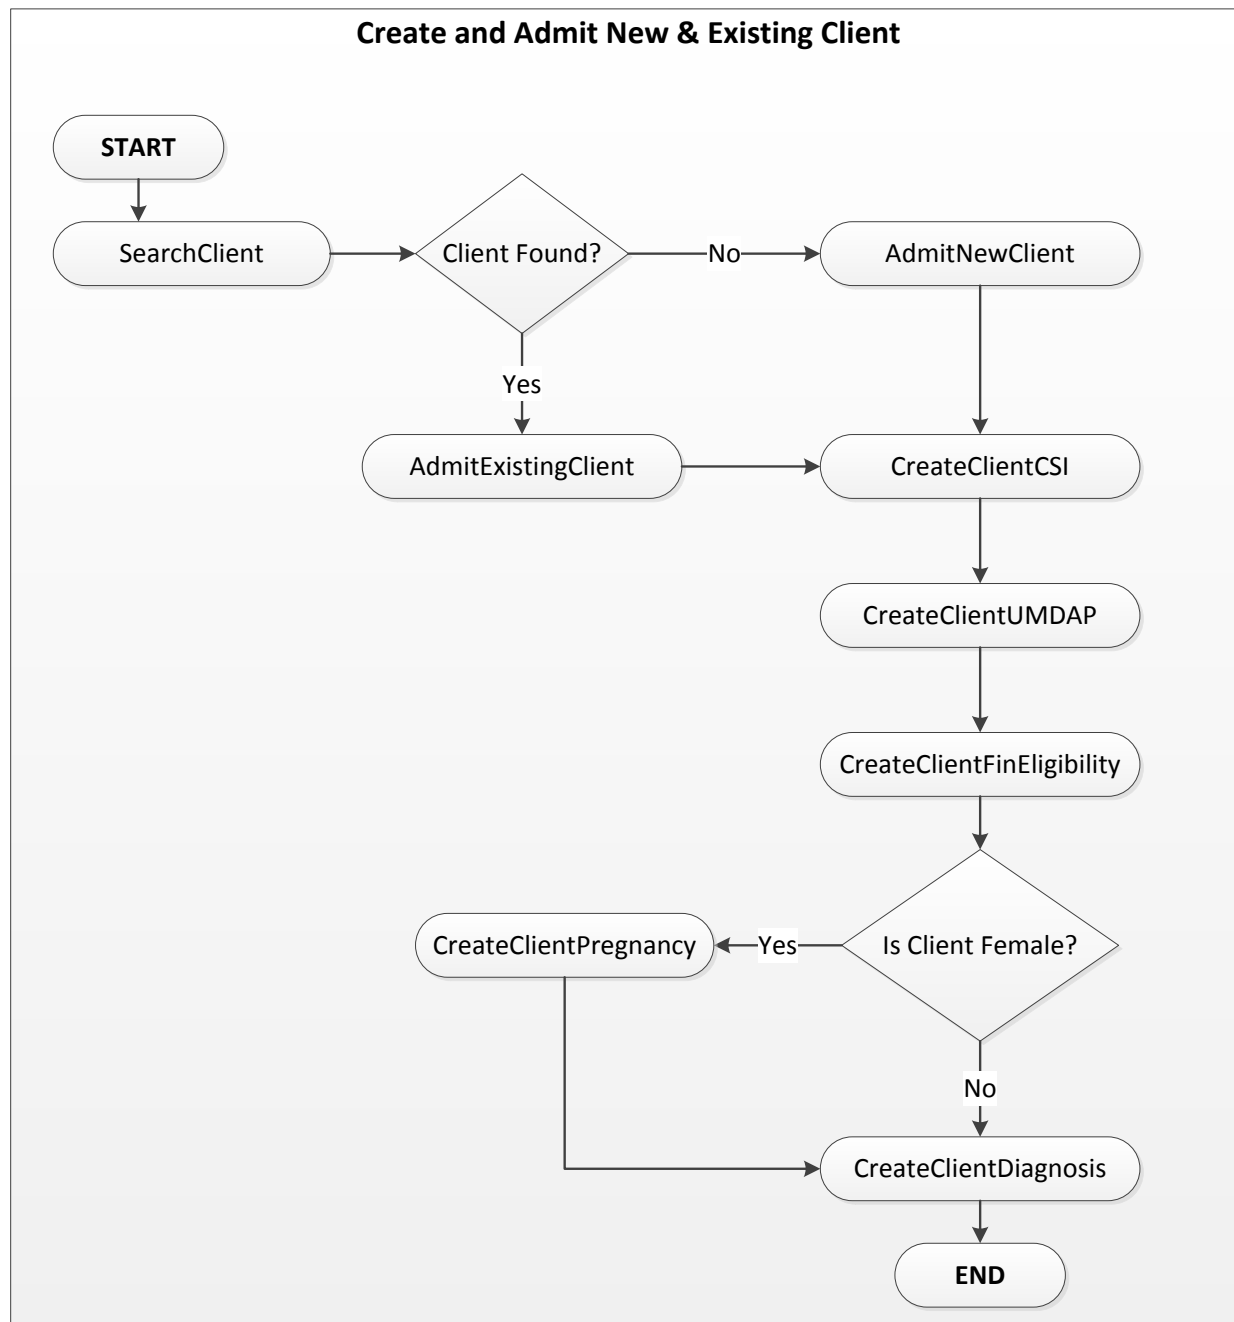 Create and Admit New & Existing Client
START
SearchClient
Client Found?
No
AdmitNewClient
Yes
AdmitExistingClient
CreateClientCSI
CreateClientUMDAP
CreateClientFinEligibility
CreateClientPregnancy
Yes
Is Client Female?
No
CreateClientDiagnosis
END